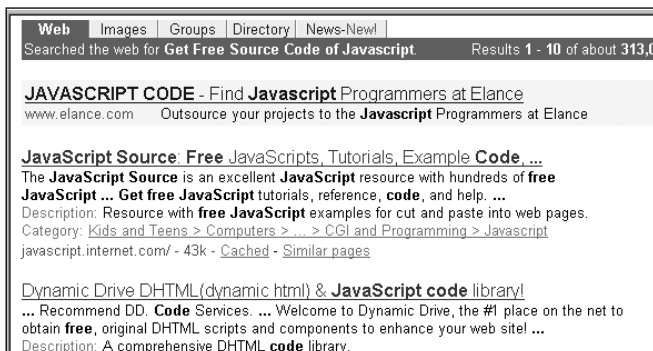 Web Images Groups Directory News-New!
Searched the web for Get Free Source Code of Javascript. Results 1 - 10 of about 313,0
JAVASCRIPT CODE - Find Javascript Programmers at Elance
www.elance.com Outsource your projects to the Javascript Programmers at Elance
JavaScript Source: Free JavaScripts, Tutorials, Example Code, ...
The JavaScript Source is an excellent JavaScript resource with hundreds of free
JavaScript ... Get free JavaScript tutorials, reference, code, and help. ...
Description: Resource with free JavaScript examples for cut and paste into web pages.
Category: Kids and Teens > Computers > ... > CGI and Programming > Javascript
javascript.internet.com/ - 43k - Cached - Similar pages
Dynamic Drive DHTML(dynamic html) & JavaScript code library!
... Recommend DD. Code Services. ... Welcome to Dynamic Drive, the #1 place on the net to
obtain free, original DHTML scripts and components to enhance your web site! ...
Description: A comprehensive DHTML code library.